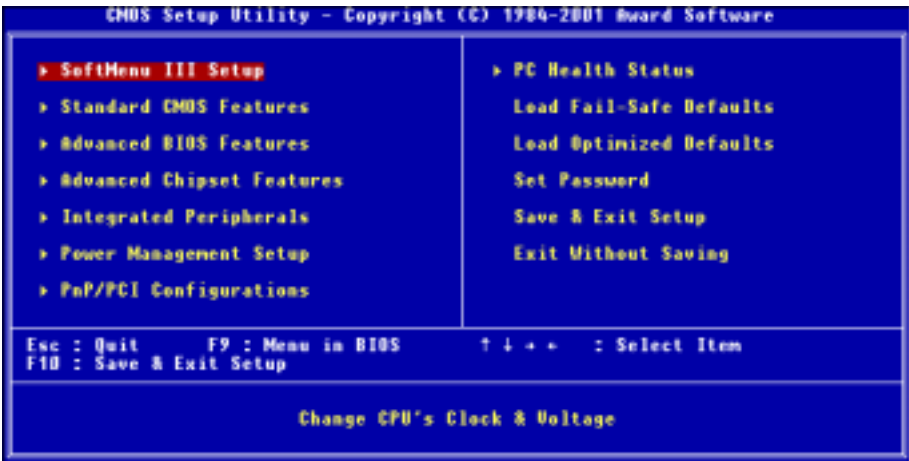 CMOS Setup Utility - Copyright (C) 1984-2001 Award Software
▸ SoftMenu III Setup
▸ Standard CMOS Features
▸ Advanced BIOS Features
▸ Advanced Chipset Features
▸ Integrated Peripherals
▸ Power Management Setup
▸ PnP/PCI Configurations
▸ PC Health Status
Load Fail-Safe Defaults
Load Optimized Defaults
Set Password
Save & Exit Setup
Exit Without Saving
Esc : Quit F9 : Menu in BIOS ↑ ↓ → ← : Select Item
F10 : Save & Exit Setup
Change CPU's Clock & Voltage